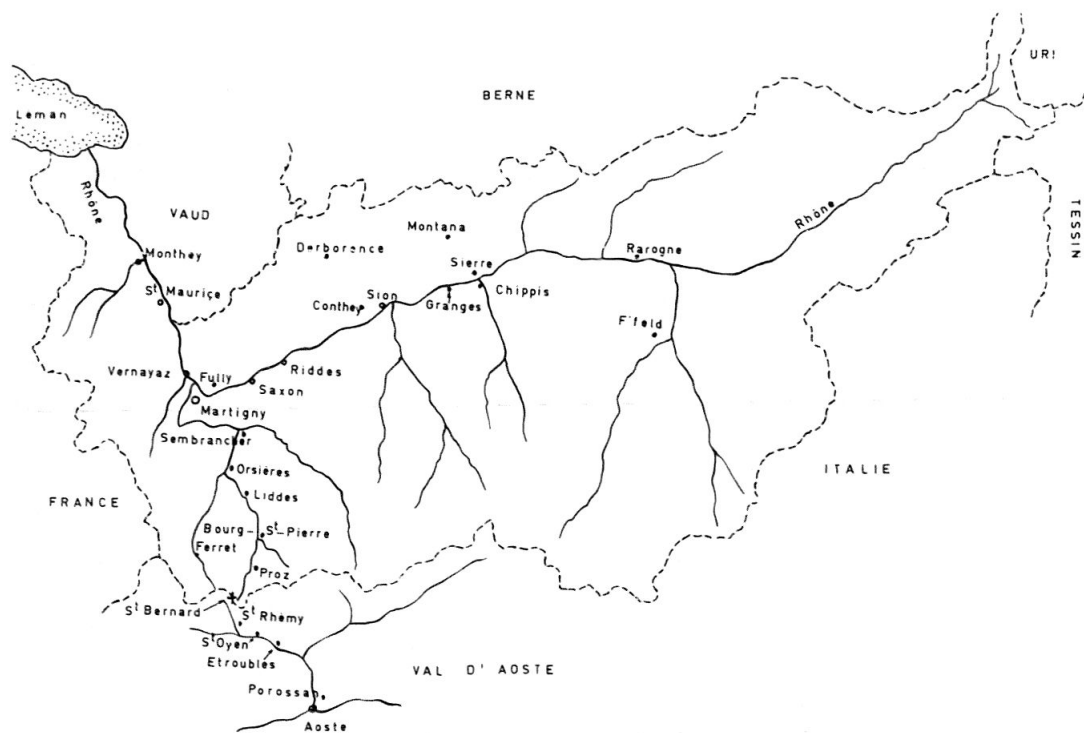 URI
BERNE
Léman
TESSIN
Rhône
Rhône
VAUD
Montana
Derborence
Rarogne
Monthey
Sierre
St Maurice
Chippis
Conthey
Sion
Granges
F'feld
Vernayaz
Fully
Riddes
Saxon
Martigny
Sembrancher
ITALIE
Orsières
FRANCE
Liddes
Bourg-St-Pierre
Ferret
Proz
St Bernard
St Rhémy
St Oyen
Etroubles
VAL D'AOSTE
Porossan
Aoste